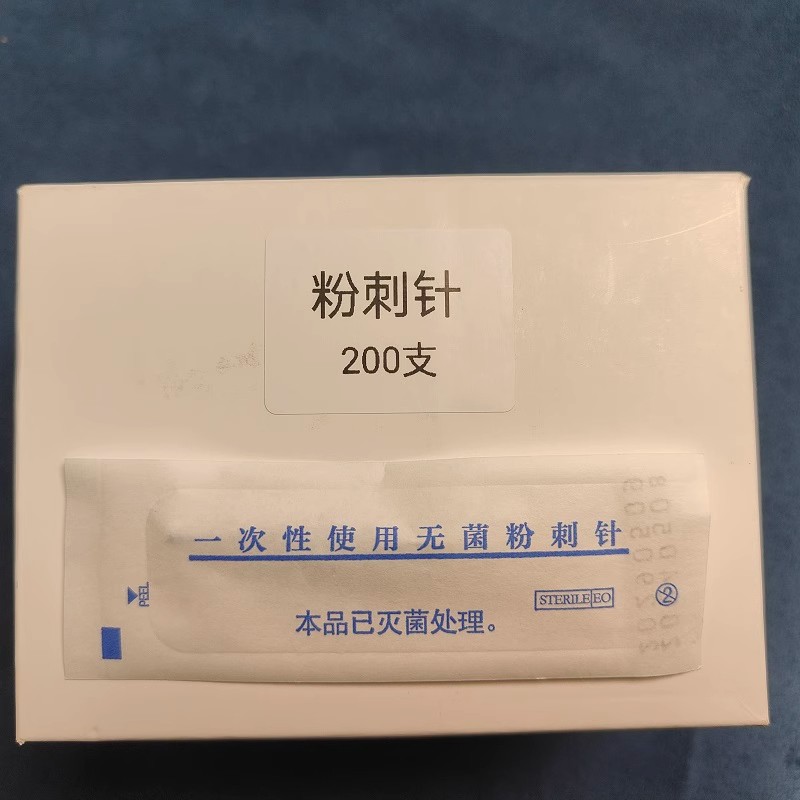 粉刺针
200支
一次性使用无菌粉刺针
PEEL
STERILE EO
本品已灭菌处理。